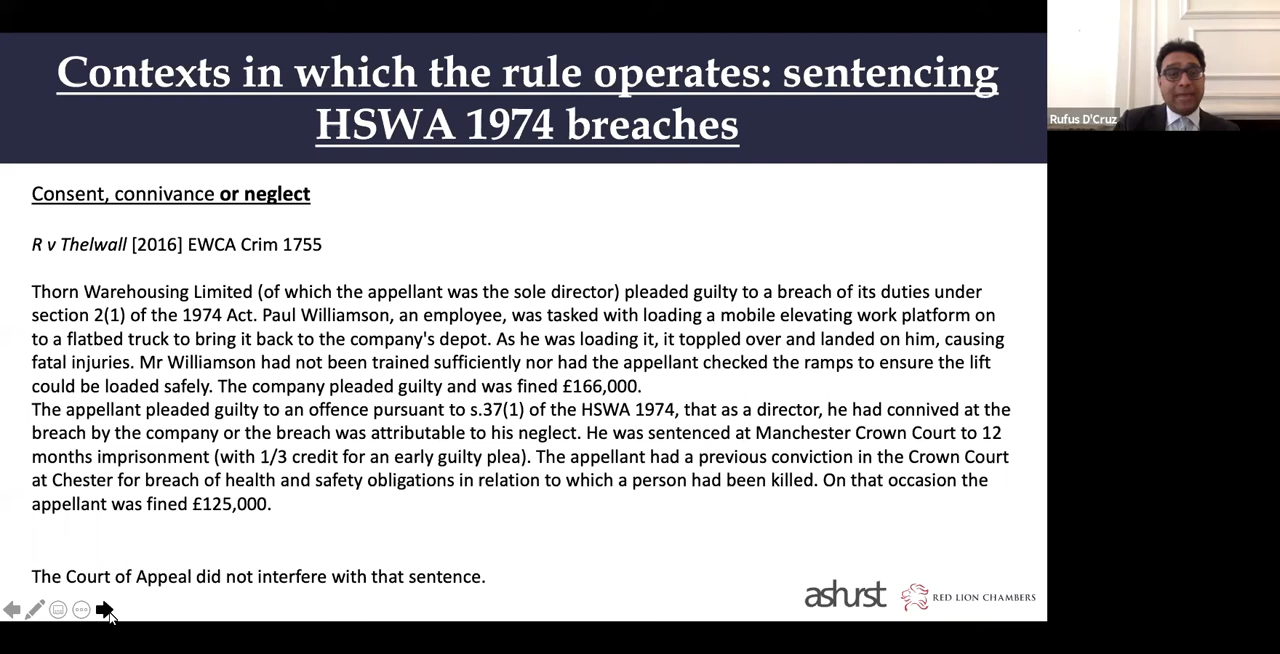 Contexts in which the rule operates: sentencing
HSWA 1974 breaches
Rufus D'Cruz
Consent, connivance or neglect
R v Thelwall [2016] EWCA Crim 1755
Thorn Warehousing Limited (of which the appellant was the sole director) pleaded guilty to a breach of its duties under
section 2(1) of the 1974 Act. Paul Williamson, an employee, was tasked with loading a mobile elevating work platform on
to a flatbed truck to bring it back to the company's depot. As he was loading it, it toppled over and landed on him, causing
fatal injuries. Mr Williamson had not been trained sufficiently nor had the appellant checked the ramps to ensure the lift
could be loaded safely. The company pleaded guilty and was fined £166,000.
The appellant pleaded guilty to an offence pursuant to s.37(1) of the HSWA 1974, that as a director, he had connived at the
breach by the company or the breach was attributable to his neglect. He was sentenced at Manchester Crown Court to 12
months imprisonment (with 1/3 credit for an early guilty plea). The appellant had a previous conviction in the Crown Court
at Chester for breach of health and safety obligations in relation to which a person had been killed. On that occasion the
appellant was fined £125,000.
The Court of Appeal did not interfere with that sentence.
ashurst
RED LION CHAMBERS